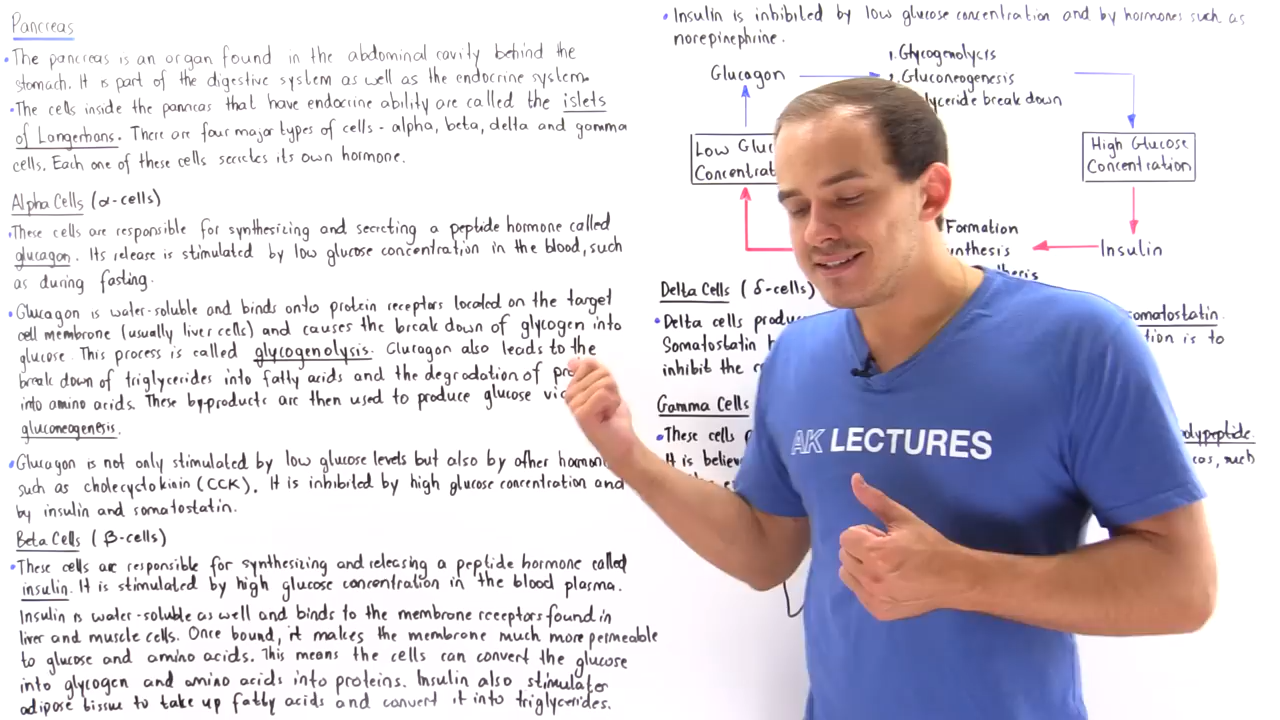 Pancreas
• The pancreas is an organ found in the abdominal cavity behind the
stomach. It is part of the digestive system as well as the endocrine system.
• The cells inside the pancreas that have endocrine ability are called the islets
of Langerhans. There are four major types of cells - alpha, beta, delta and gamma
cells. Each one of these cells secretes its own hormone.
Alpha Cells (α-cells)
• These cells are responsible for synthesizing and secreting a peptide hormone called
glucagon. Its release is stimulated by low glucose concentration in the blood, such
as during fasting.
• Glucagon is water-soluble and binds onto protein receptors located on the target
cell membrane (usually liver cells) and causes the break down of glycogen into
glucose. This process is called glycogenolysis. Glucagon also leads to the
break down of triglycerides into fatty acids and the degradation of
into amino acids. These by-products are then used to produce glucose
gluconeogenesis.
• Glucagon is not only stimulated by low glucose levels but also by other
such as cholecystokinin (CCK). It is inhibited by high glucose concentration and
by insulin and somatostatin.
Beta Cells (β-cells)
• These cells are responsible for synthesizing and releasing a peptide hormone called
insulin. It is stimulated by high glucose concentration in the blood plasma.
Insulin is water-soluble as well and binds to the membrane receptors found in
liver and muscle cells. Once bound, it makes the membrane much more permeable
to glucose and amino acids. This means the cells can convert the glucose
into glycogen and amino acids into proteins. Insulin also stimulates
adipose tissue to take up fatty acids and convert it into triglycerides.
• Insulin is inhibited by low glucose concentration and by hormones such as
norepinephrine.
1. Glycogenolysis
Glucagon
Gluconeogenesis
break down
Low
High Glucose
Concentration
Formation
Insulin
Delta Cells (δ-cells)
• Delta cells
somatostatin.
Somatostatin
is to
inhibit the
Gamma Cells
• These cells
It is
such
AK LECTURES